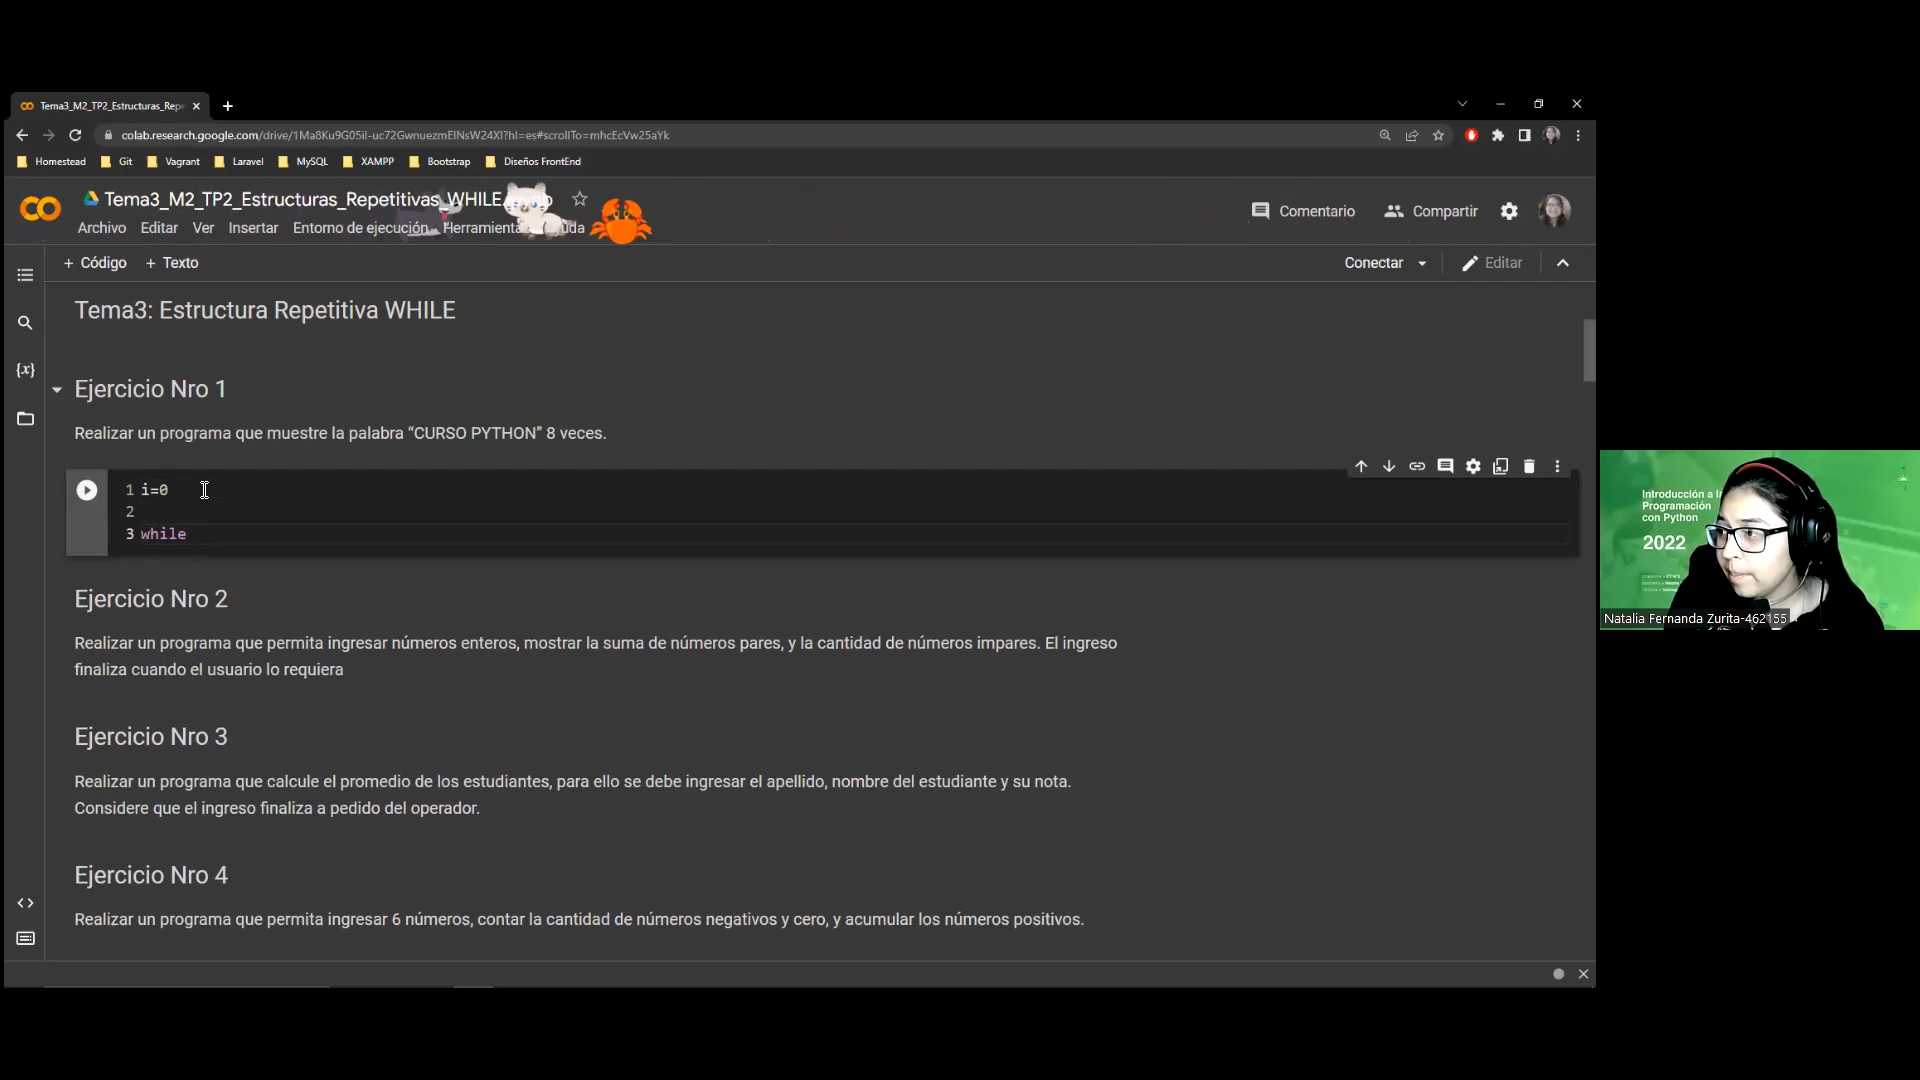 Tema3_M2_TP2_Estructuras_Repe
colab.research.google.com/drive/1Ma8Ku9G05iI-uc72GwnuezmEINsW24XI?hl=es#scrollTo=mhcEcVw25aYk
Homestead Git Vagrant Laravel MySQL XAMPP Bootstrap Diseños FrontEnd
Tema3_M2_TP2_Estructuras_Repetitivas_WHILE
Comentario Compartir
Archivo Editar Ver Insertar Entorno de ejecución
+ Código + Texto
Conectar Editar
Tema3: Estructura Repetitiva WHILE
Ejercicio Nro 1
Realizar un programa que muestre la palabra “CURSO PYTHON” 8 veces.
1 i=0
2
3 while
Ejercicio Nro 2
Realizar un programa que permita ingresar números enteros, mostrar la suma de números pares, y la cantidad de números impares. El ingreso
finaliza cuando el usuario lo requiera
Ejercicio Nro 3
Realizar un programa que calcule el promedio de los estudiantes, para ello se debe ingresar el apellido, nombre del estudiante y su nota.
Considere que el ingreso finaliza a pedido del operador.
Ejercicio Nro 4
Realizar un programa que permita ingresar 6 números, contar la cantidad de números negativos y cero, y acumular los números positivos.
Introducción a la
Programación
con Python
2022
Natalia Fernanda Zurita-462155